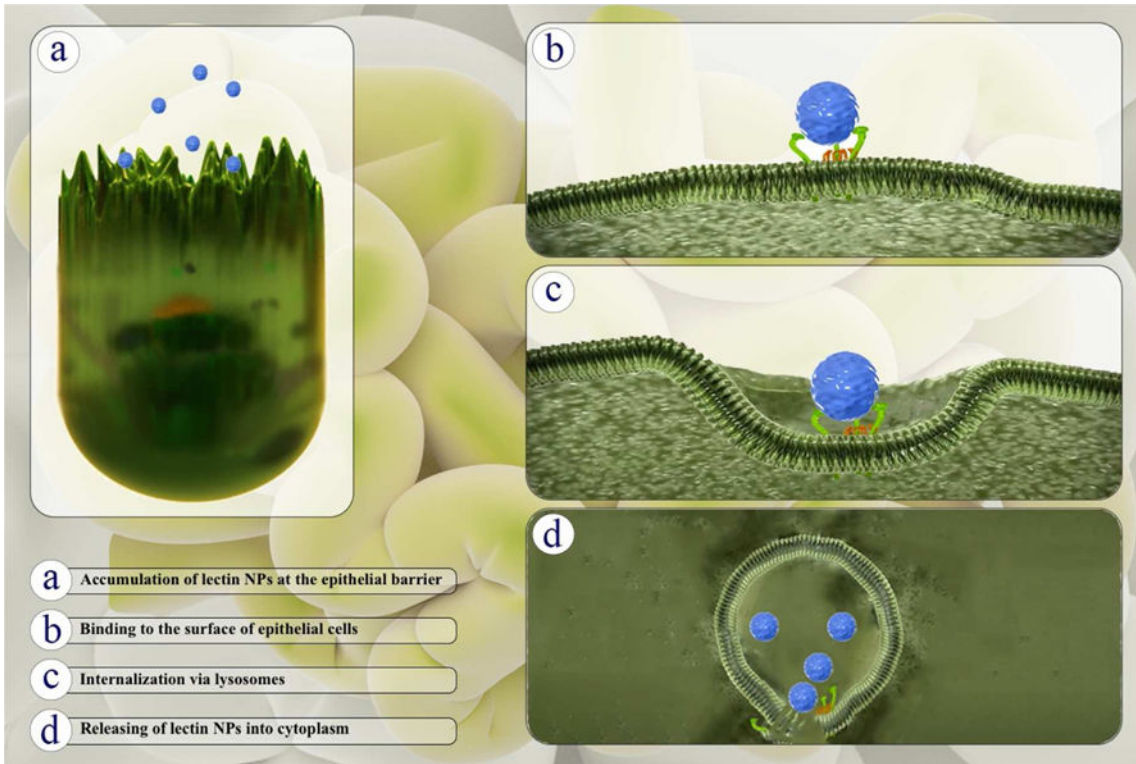 a
b
c
d
a Accumulation of lectin NPs at the epithelial barrier
b Binding to the surface of epithelial cells
c Internalization via lysosomes
d Releasing of lectin NPs into cytoplasm